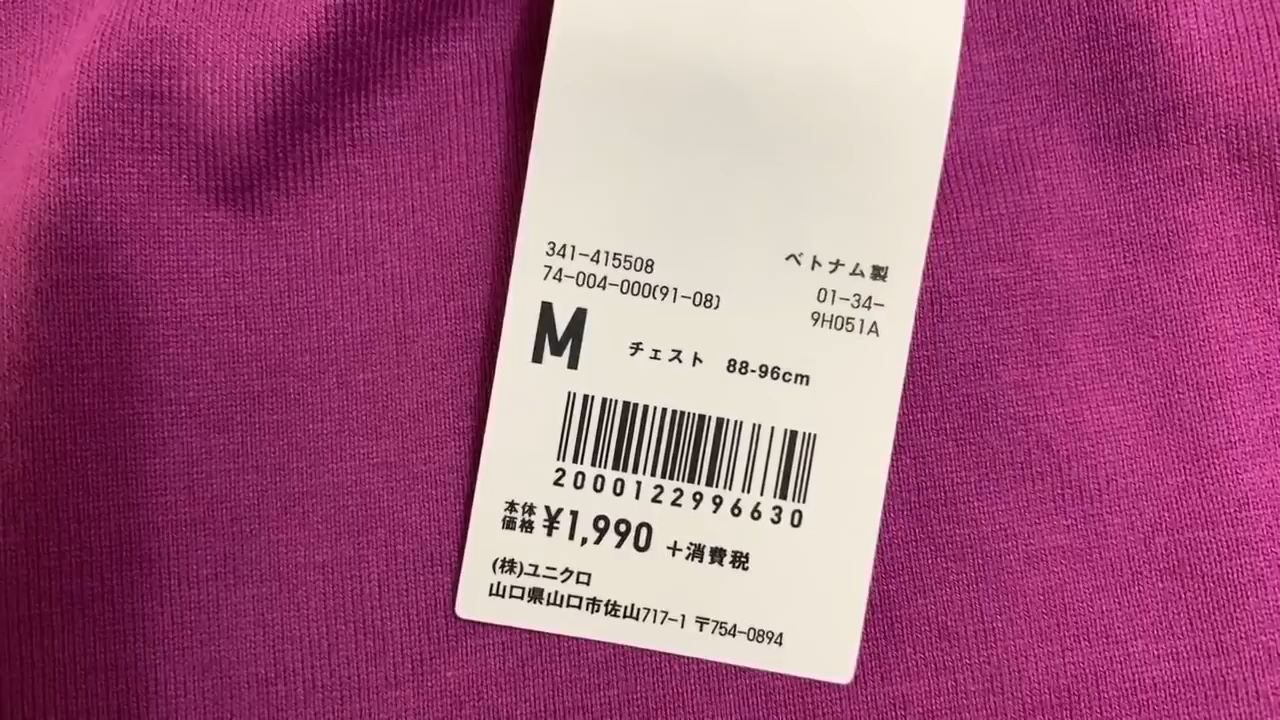 341-415508
74-004-000(91-08)
ベトナム製
01-34-
9H051A
M チェスト 88-96cm
2000122996630
本体価格 ¥1,990 +消費税
(株)ユニクロ
山口県山口市佐山717-1 〒754-0894